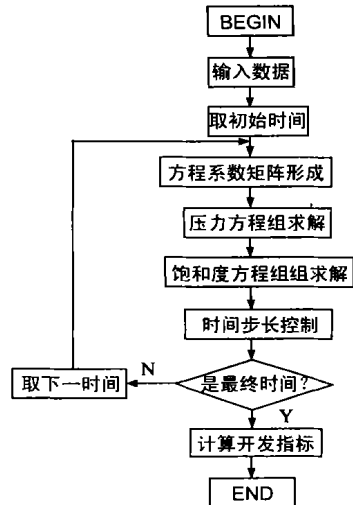 BEGIN
输入数据
取初始时间
方程系数矩阵形成
压力方程组求解
饱和度方程组组求解
时间步长控制
取下一时间
N
是最终时间?
Y
计算开发指标
END